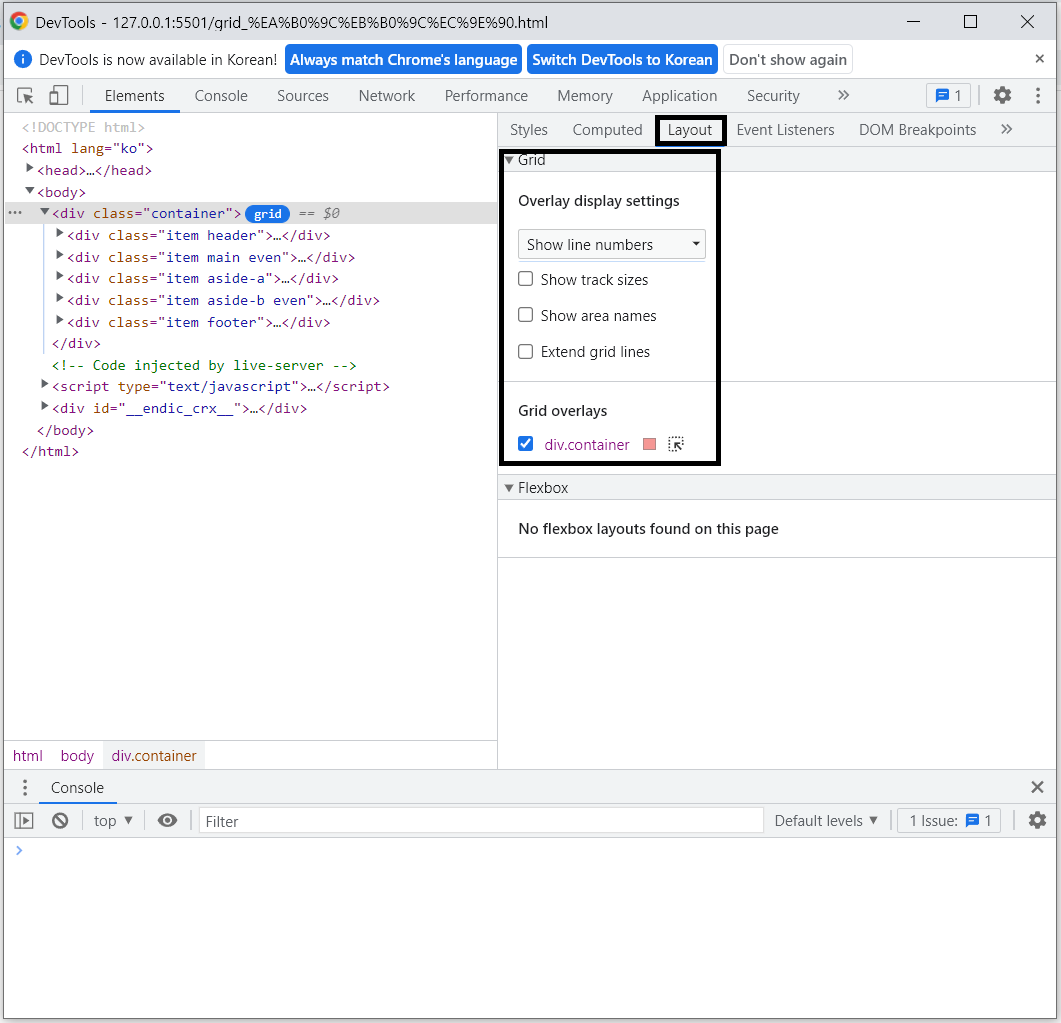 DevTools - 127.0.0.1:5501/grid_%EA%B0%9C%EB%B0%9C%EC%9E%90.html
DevTools is now available in Korean! Always match Chrome's language Switch DevTools to Korean Don't show again
Elements Console Sources Network Performance Memory Application Security 1
<!DOCTYPE html>
<html lang="ko">
<head>…</head>
<body>
<div class="container"> grid == $0
<div class="item header">…</div>
<div class="item main even">…</div>
<div class="item aside-a">…</div>
<div class="item aside-b even">…</div>
<div class="item footer">…</div>
</div>
<!-- Code injected by live-server -->
<script type="text/javascript">…</script>
<div id="__endic_crx__">…</div>
</body>
</html>
Styles Computed Layout Event Listeners DOM Breakpoints
Grid
Overlay display settings
Show line numbers
Show track sizes
Show area names
Extend grid lines
Grid overlays
div.container
Flexbox
No flexbox layouts found on this page
html body div.container
Console
top Filter Default levels 1 Issue: 1